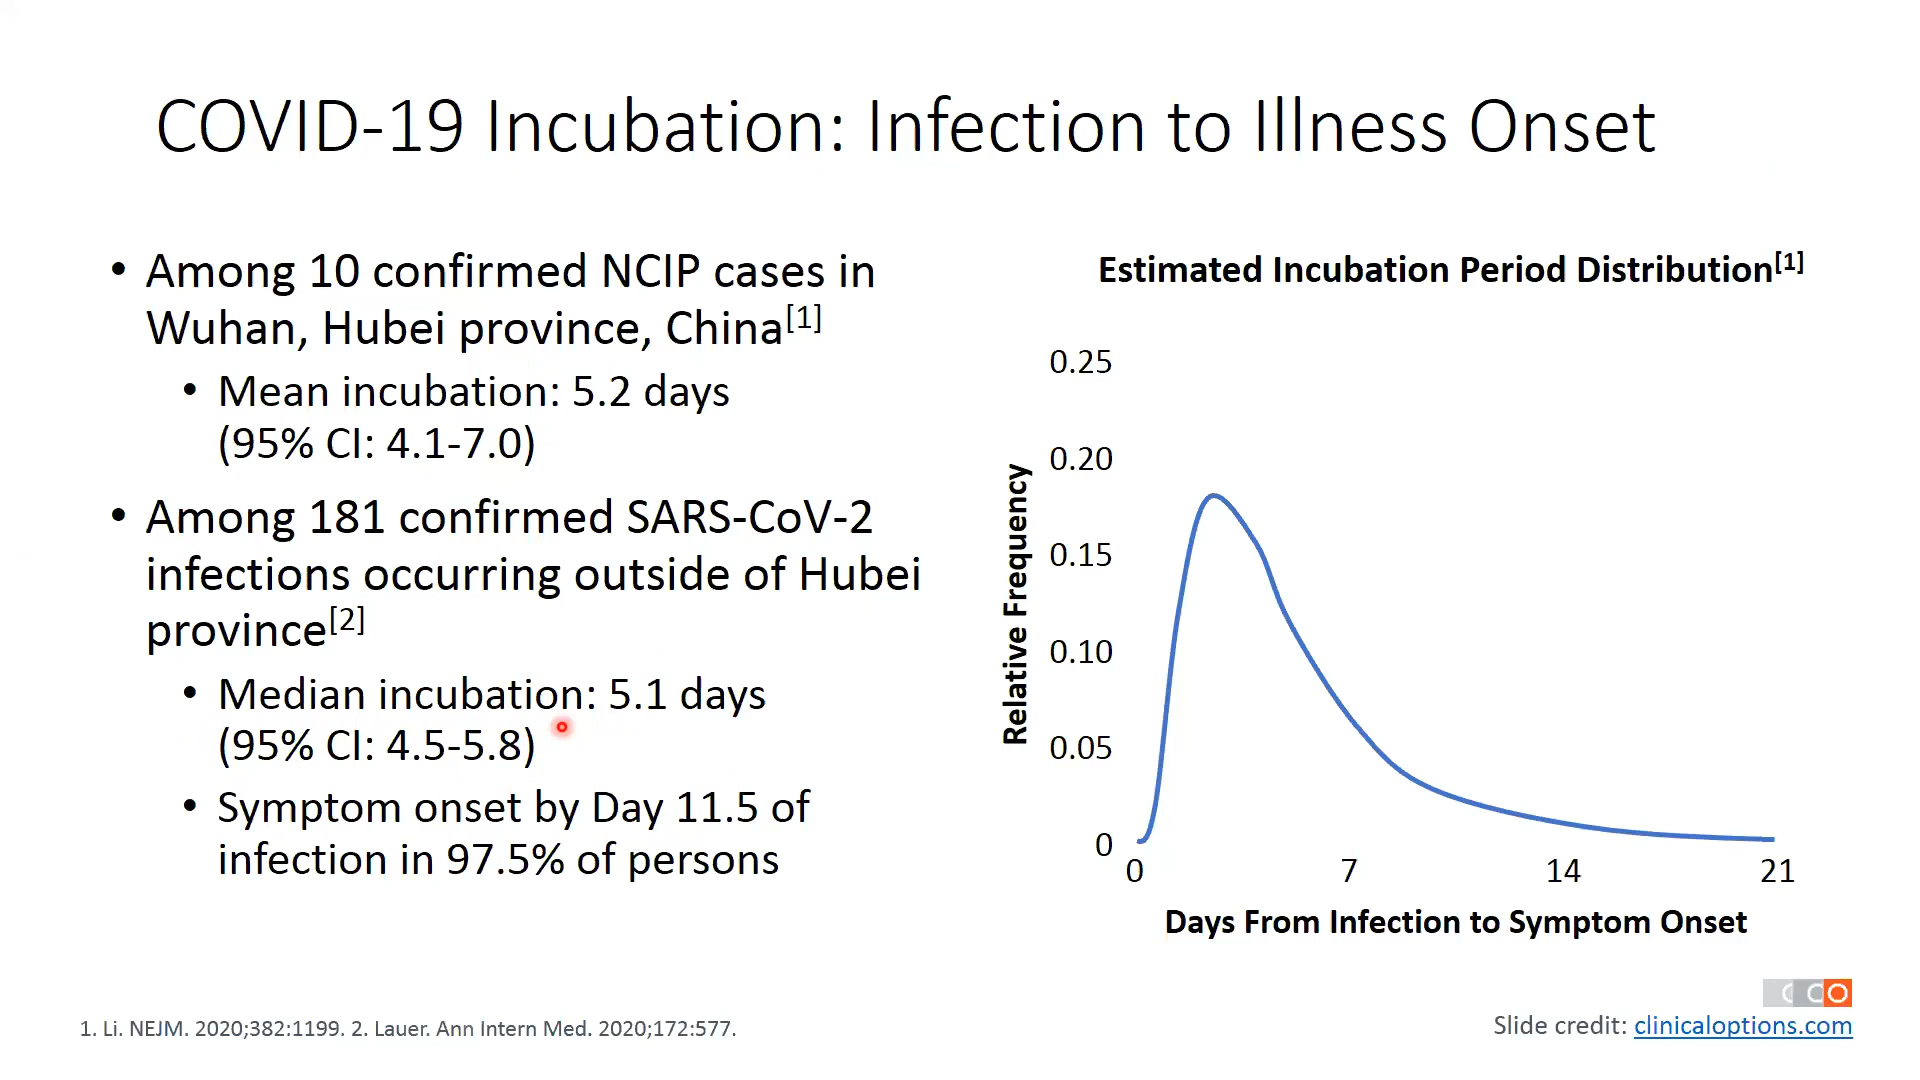 COVID-19 Incubation: Infection to Illness Onset
• Among 10 confirmed NCIP cases in
Wuhan, Hubei province, China[1]
• Mean incubation: 5.2 days
(95% CI: 4.1-7.0)
• Among 181 confirmed SARS-CoV-2
infections occurring outside of Hubei
province[2]
• Median incubation: 5.1 days
(95% CI: 4.5-5.8)
• Symptom onset by Day 11.5 of
infection in 97.5% of persons
Estimated Incubation Period Distribution[1]
Relative Frequency
0.25
0.20
0.15
0.10
0.05
0
0 7 14 21
Days From Infection to Symptom Onset
CCO
1. Li. NEJM. 2020;382:1199. 2. Lauer. Ann Intern Med. 2020;172:577.
Slide credit: clinicaloptions.com